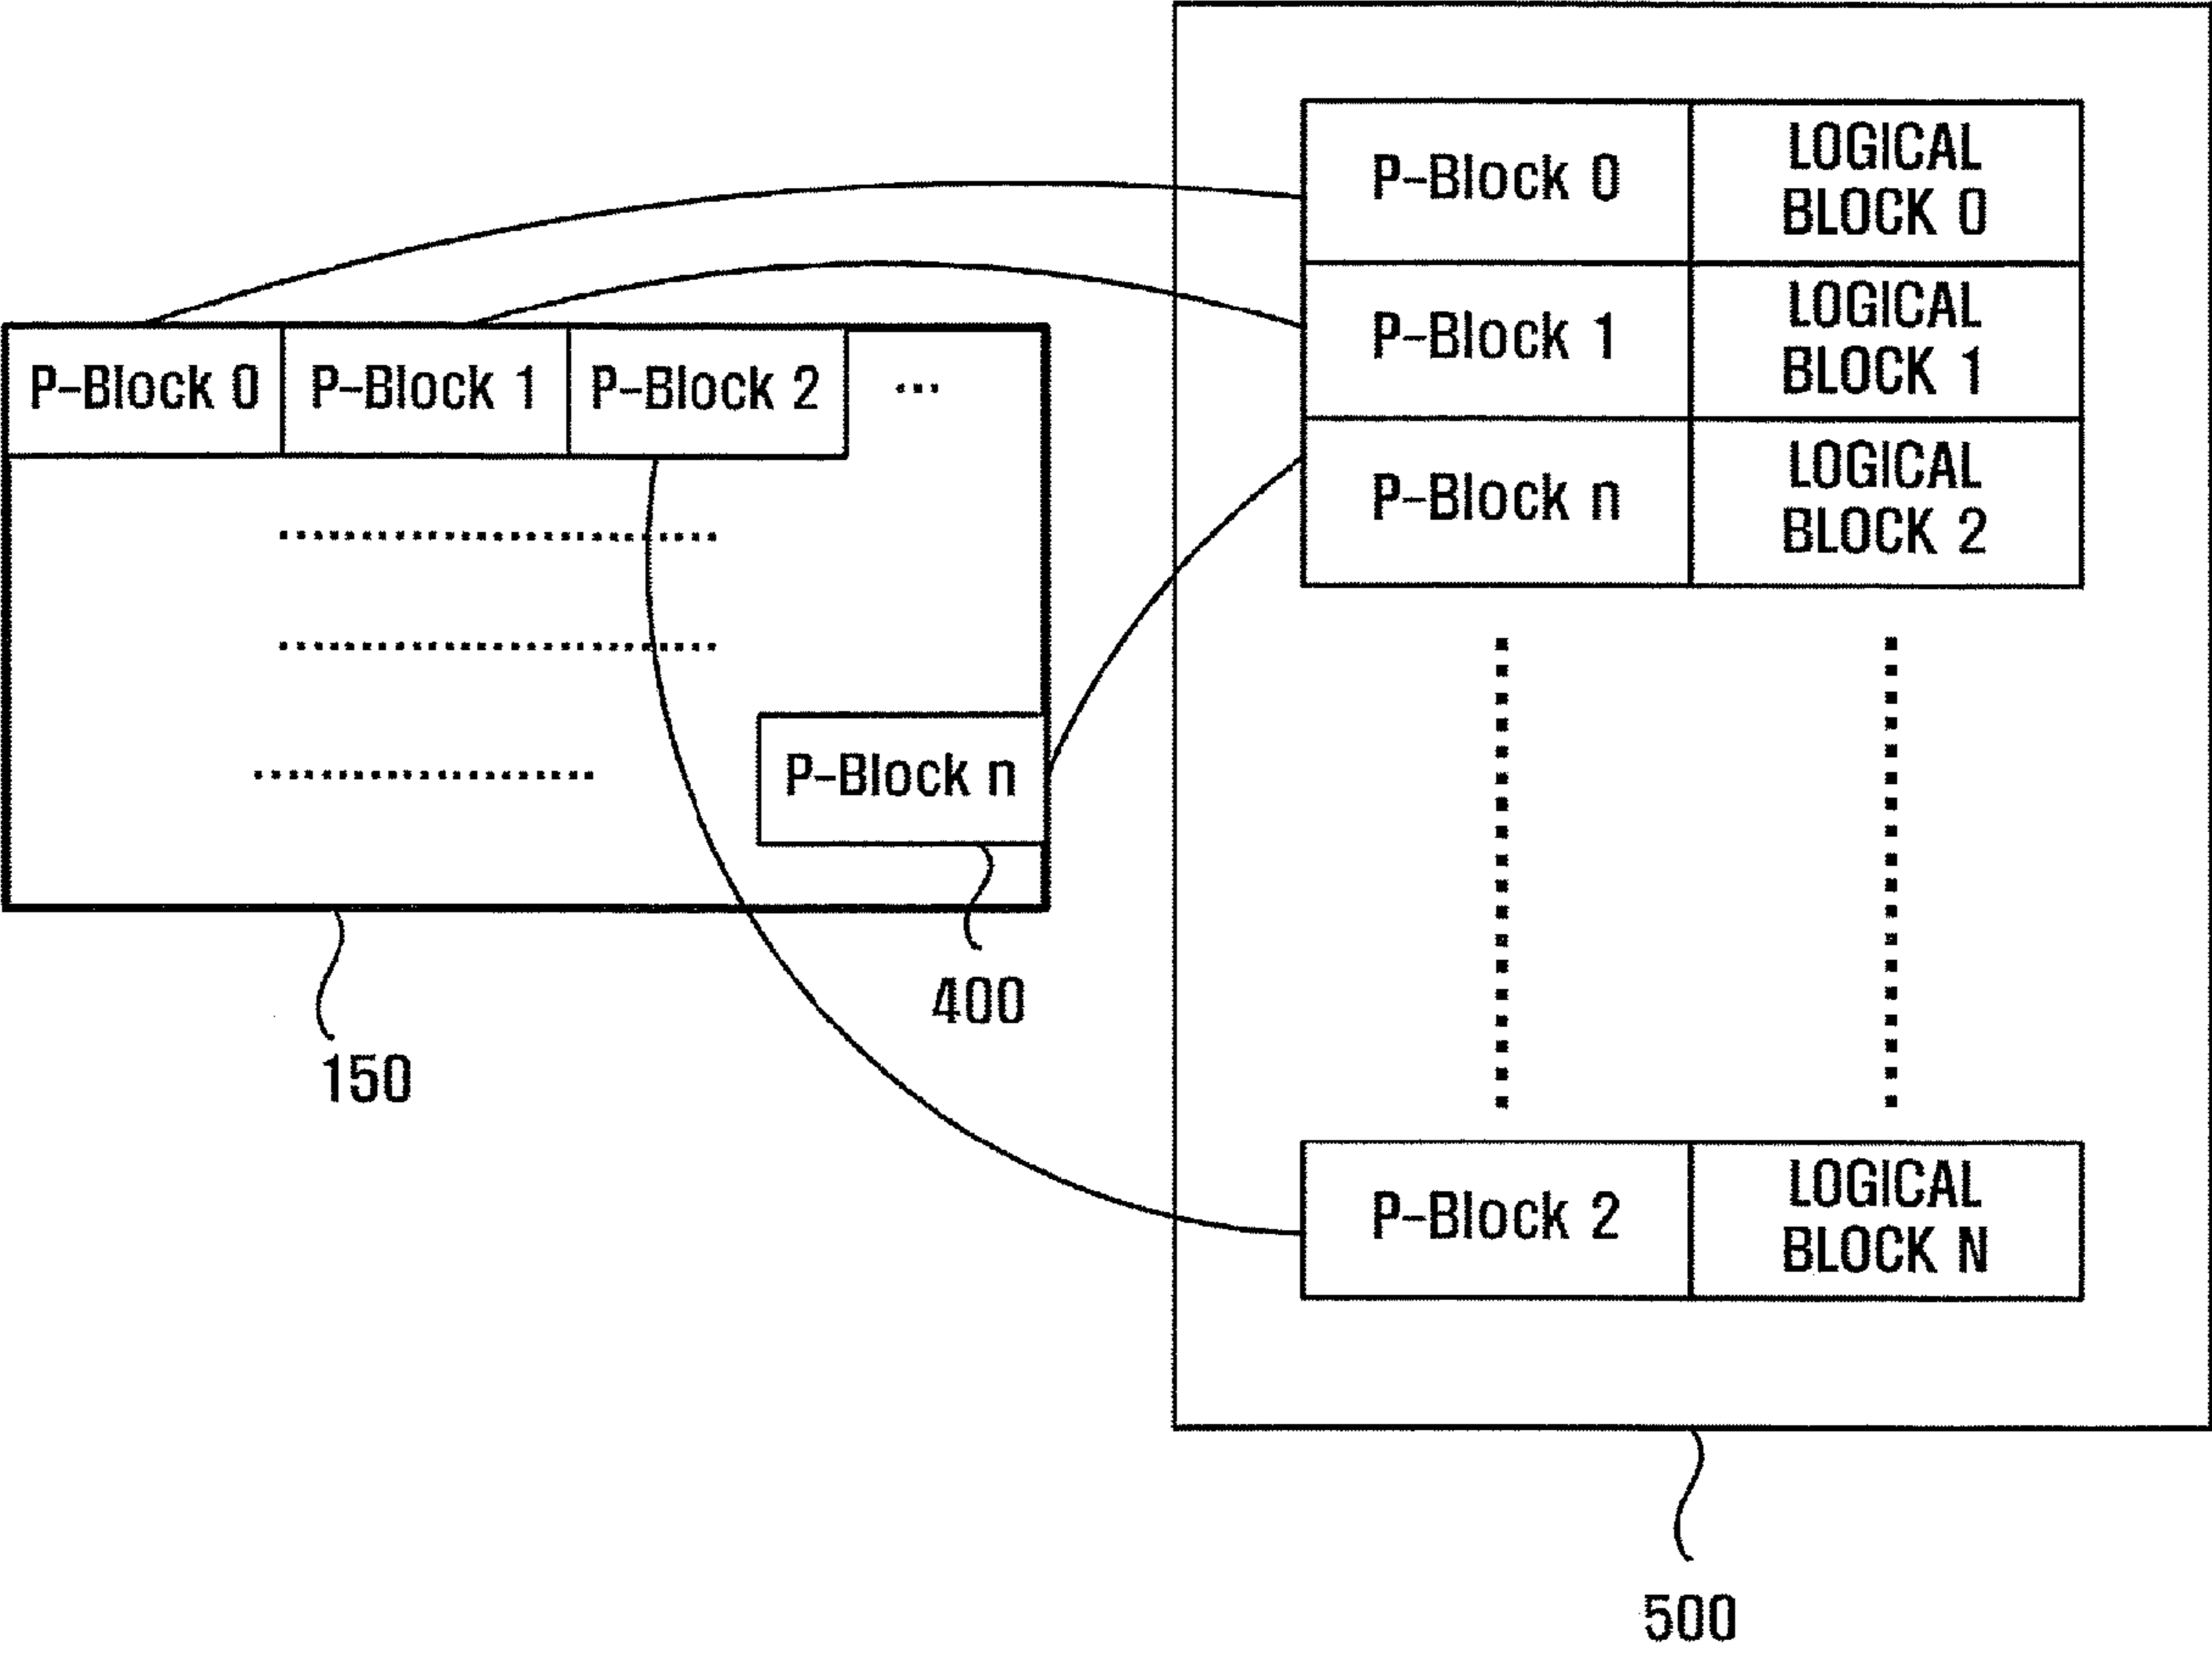 P-Block 0 P-Block 1 P-Block 2 ...
P-Block n
400
150
P-Block 0 LOGICAL
BLOCK 0
P-Block 1 LOGICAL
BLOCK 1
P-Block n LOGICAL
BLOCK 2
P-Block 2 LOGICAL
BLOCK N
500